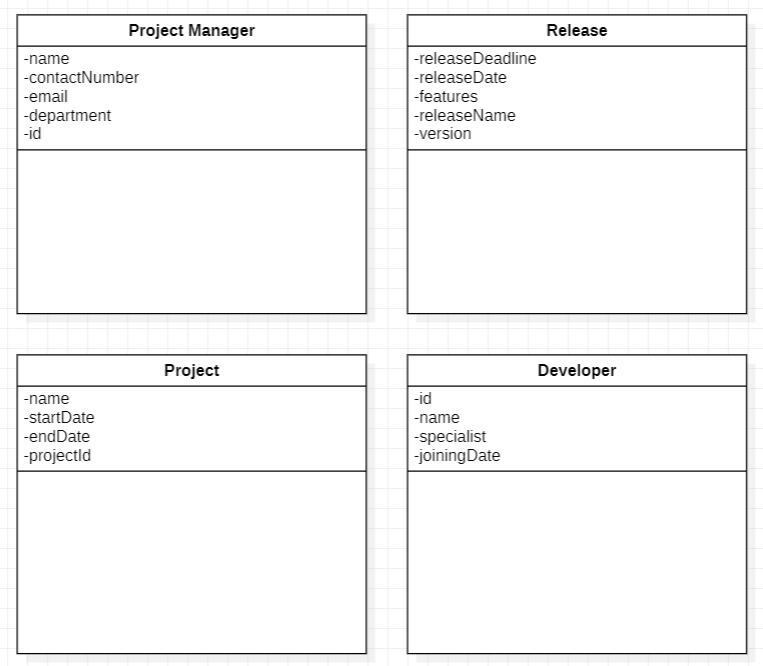 Project Manager
-name
-contactNumber
-email
-department
-id
Release
-releaseDeadline
-releaseDate
-features
-releaseName
-version
Project
-name
-startDate
-endDate
-projectId
Developer
-id
-name
-specialist
-joiningDate